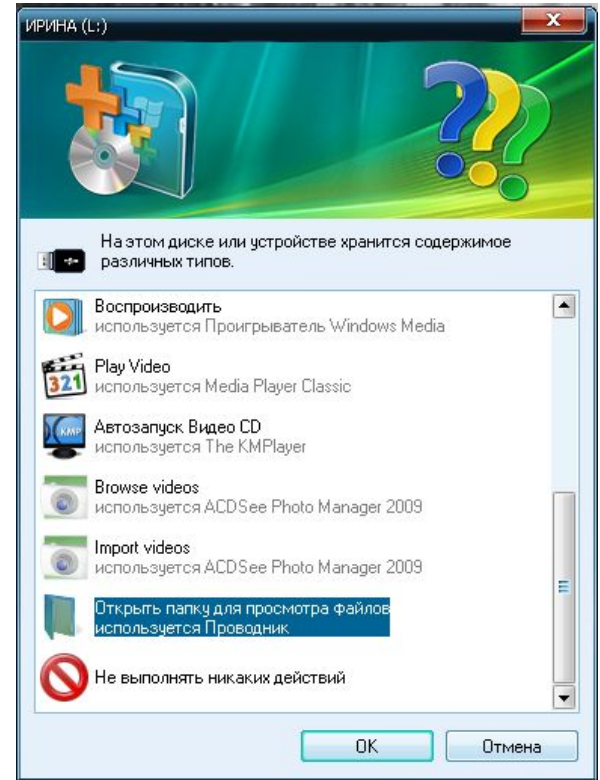 ИРИНА (L:)
На этом диске или устройстве хранится содержимое
различных типов.
Воспроизводить
используется Проигрыватель Windows Media
Play Video
используется Media Player Classic
321
Автозапуск Видео CD
используется The KMPlayer
KMP
Browse videos
используется ACDSee Photo Manager 2009
Import videos
используется ACDSee Photo Manager 2009
Открыть папку для просмотра файлов
используется Проводник
Не выполнять никаких действий
OK
Отмена